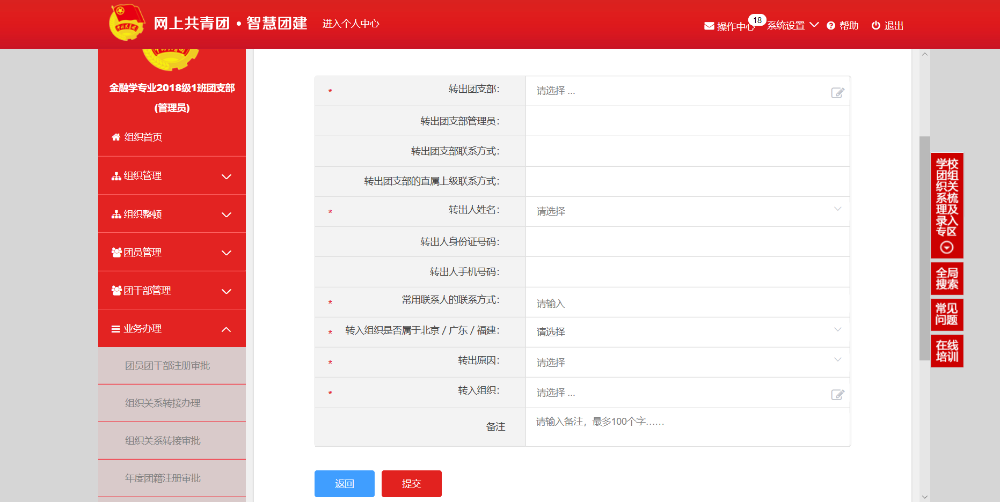 网上共青团·智慧团建
进入个人中心
操作中心
18
系统设置
帮助
退出
金融学专业2018级1班团支部
(管理员)
组织首页
组织管理
组织整顿
团员管理
团干部管理
业务办理
团员团干部注册审批
组织关系转接办理
组织关系转接审批
年度团籍注册审批
* 转出团支部: 请选择 ...
转出团支部管理员:
转出团支部联系方式:
转出团支部的直属上级联系方式:
* 转出人姓名: 请选择
转出人身份证号码:
转出人手机号码:
* 常用联系人的联系方式: 请输入
* 转入组织是否属于北京 / 广东 / 福建: 请选择
* 转出原因: 请选择
* 转入组织: 请选择 ...
备注 请输入备注，最多100个字……
返回
提交
学校
团组
织关
系梳
理及
录入
专区
全局
搜索
常见
问题
在线
培训